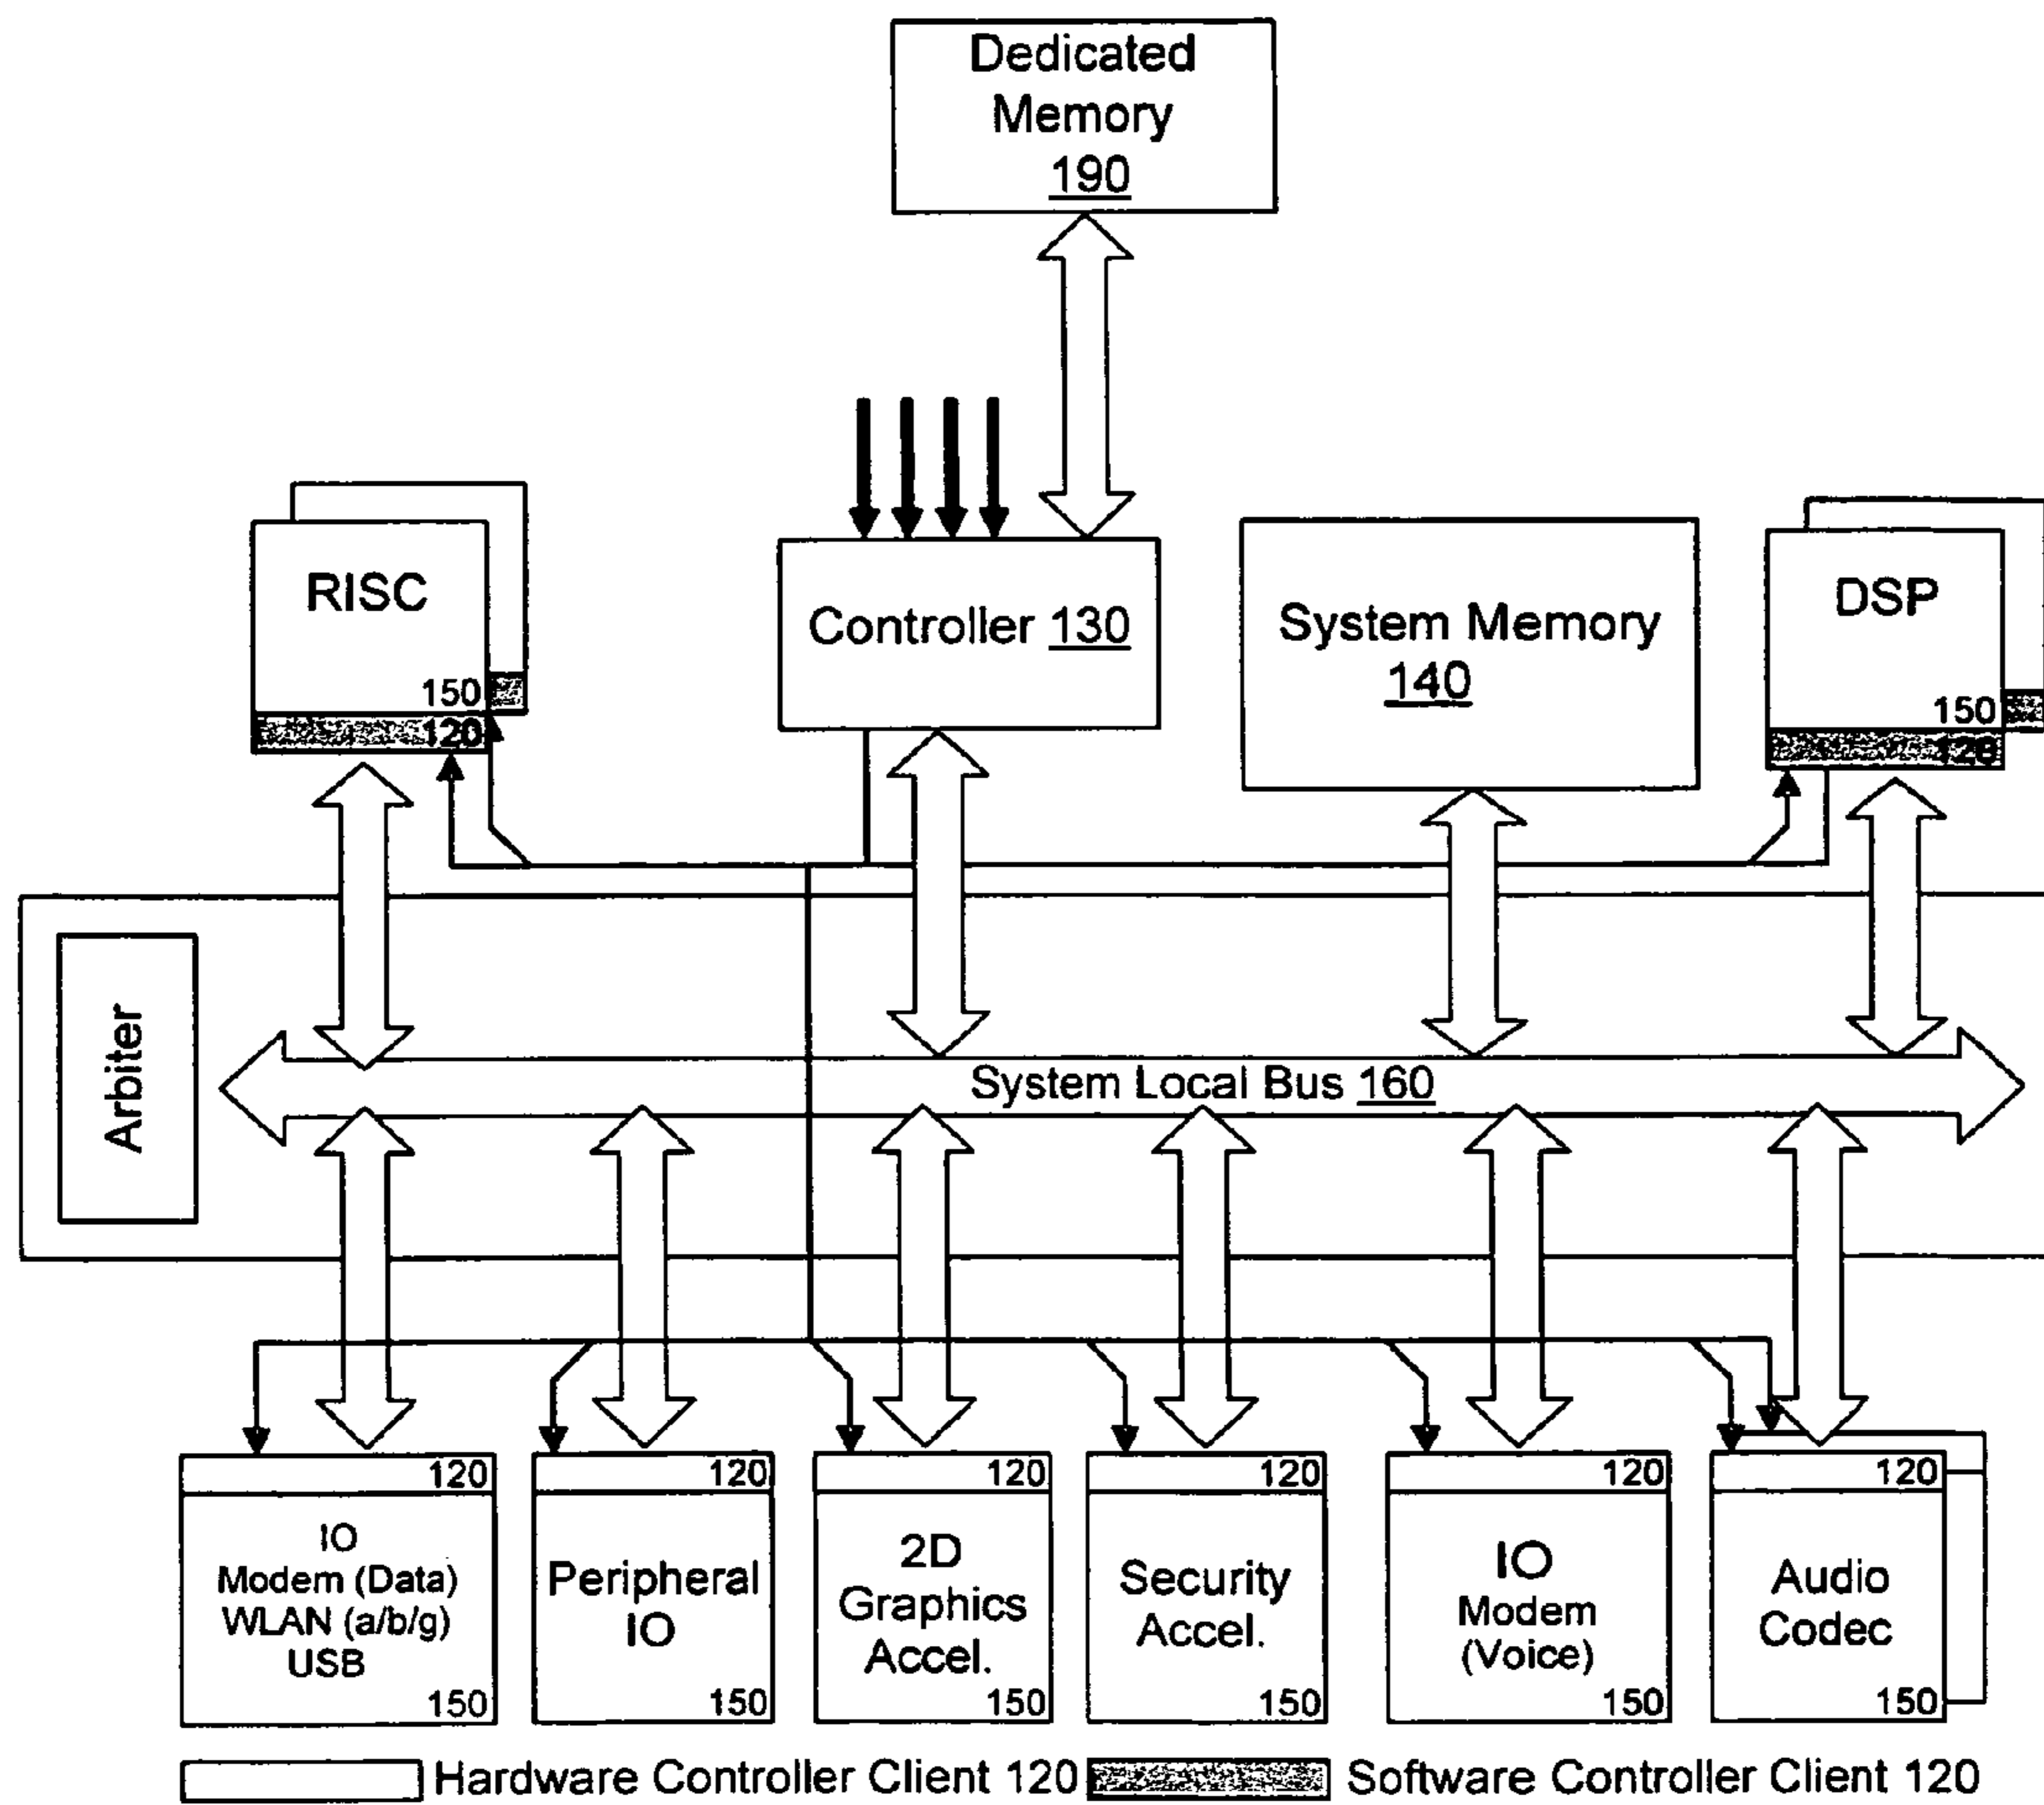 Dedicated
Memory
190
RISC
150
120
Controller 130
System Memory
140
DSP
150
120
Arbiter
System Local Bus 160
120
IO
Modem (Data)
WLAN (a/b/g)
USB
150
120
Peripheral
IO
150
120
2D
Graphics
Accel.
150
120
Security
Accel.
150
120
IO
Modem
(Voice)
150
120
Audio
Codec
150
Hardware Controller Client 120
Software Controller Client 120